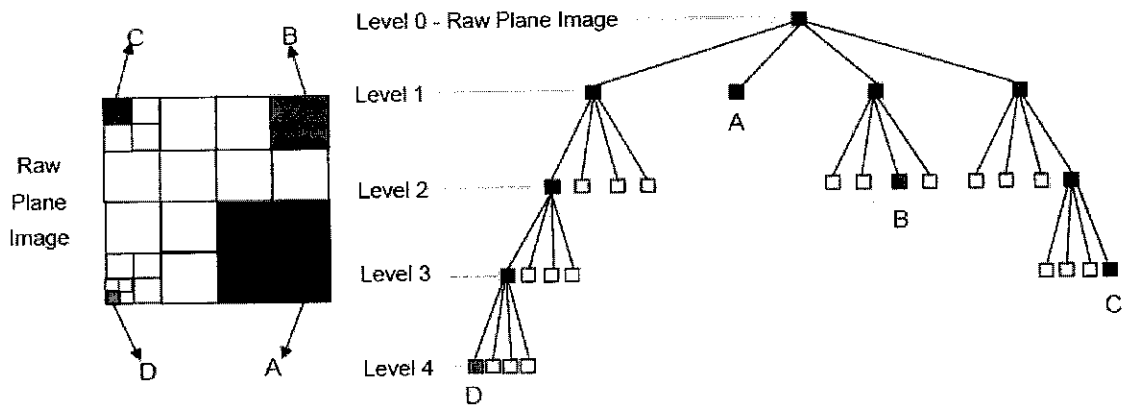 C
B
Raw
Plane
Image
D
A
Level 0 - Raw Plane Image
Level 1
A
Level 2
B
Level 3
C
Level 4
D